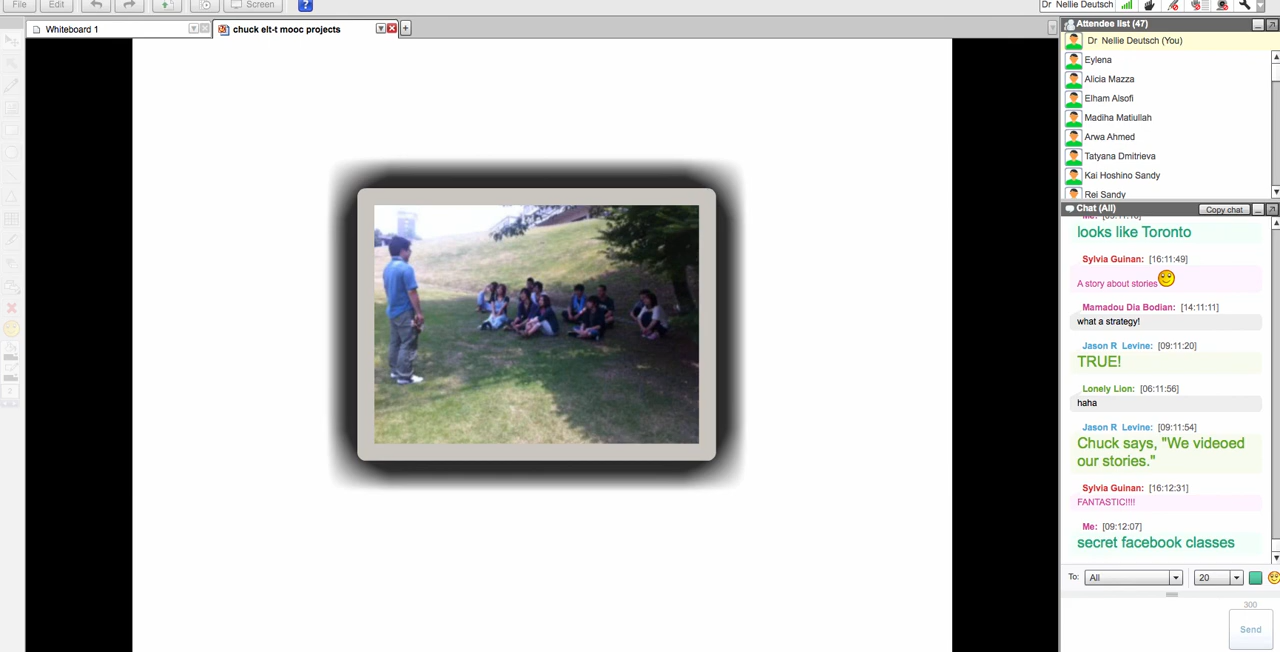 File
Edit
Screen
?
Dr Nellie Deutsch
Whiteboard 1
chuck elt-t mooc projects
Attendee list (47)
Dr Nellie Deutsch (You)
Eylena
Alicia Mazza
Elham Alsofi
Madiha Matiullah
Arwa Ahmed
Tatyana Dmitrieva
Kai Hoshino Sandy
Rei Sandy
Chat (All)
Copy chat
looks like Toronto
Sylvia Guinan: [16:11:49]
A story about stories
Mamadou Dia Bodian: [14:11:11]
what a strategy!
Jason R Levine: [09:11:20]
TRUE!
Lonely Lion: [06:11:56]
haha
Jason R Levine: [09:11:54]
Chuck says, "We videoed
our stories."
Sylvia Guinan: [16:12:31]
FANTASTIC!!!!
Me: [09:12:07]
secret facebook classes
To: All 20
300
Send